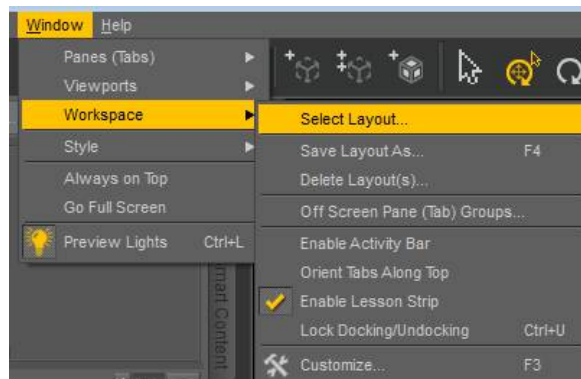 Window Help
Panes (Tabs)
Viewports
Workspace
Style
Always on Top
Go Full Screen
Preview Lights Ctrl+L
Select Layout...
Save Layout As... F4
Delete Layout(s)...
Off Screen Pane (Tab) Groups...
Enable Activity Bar
Orient Tabs Along Top
Enable Lesson Strip
Lock Docking/Undocking Ctrl+U
Customize... F3
mart Content